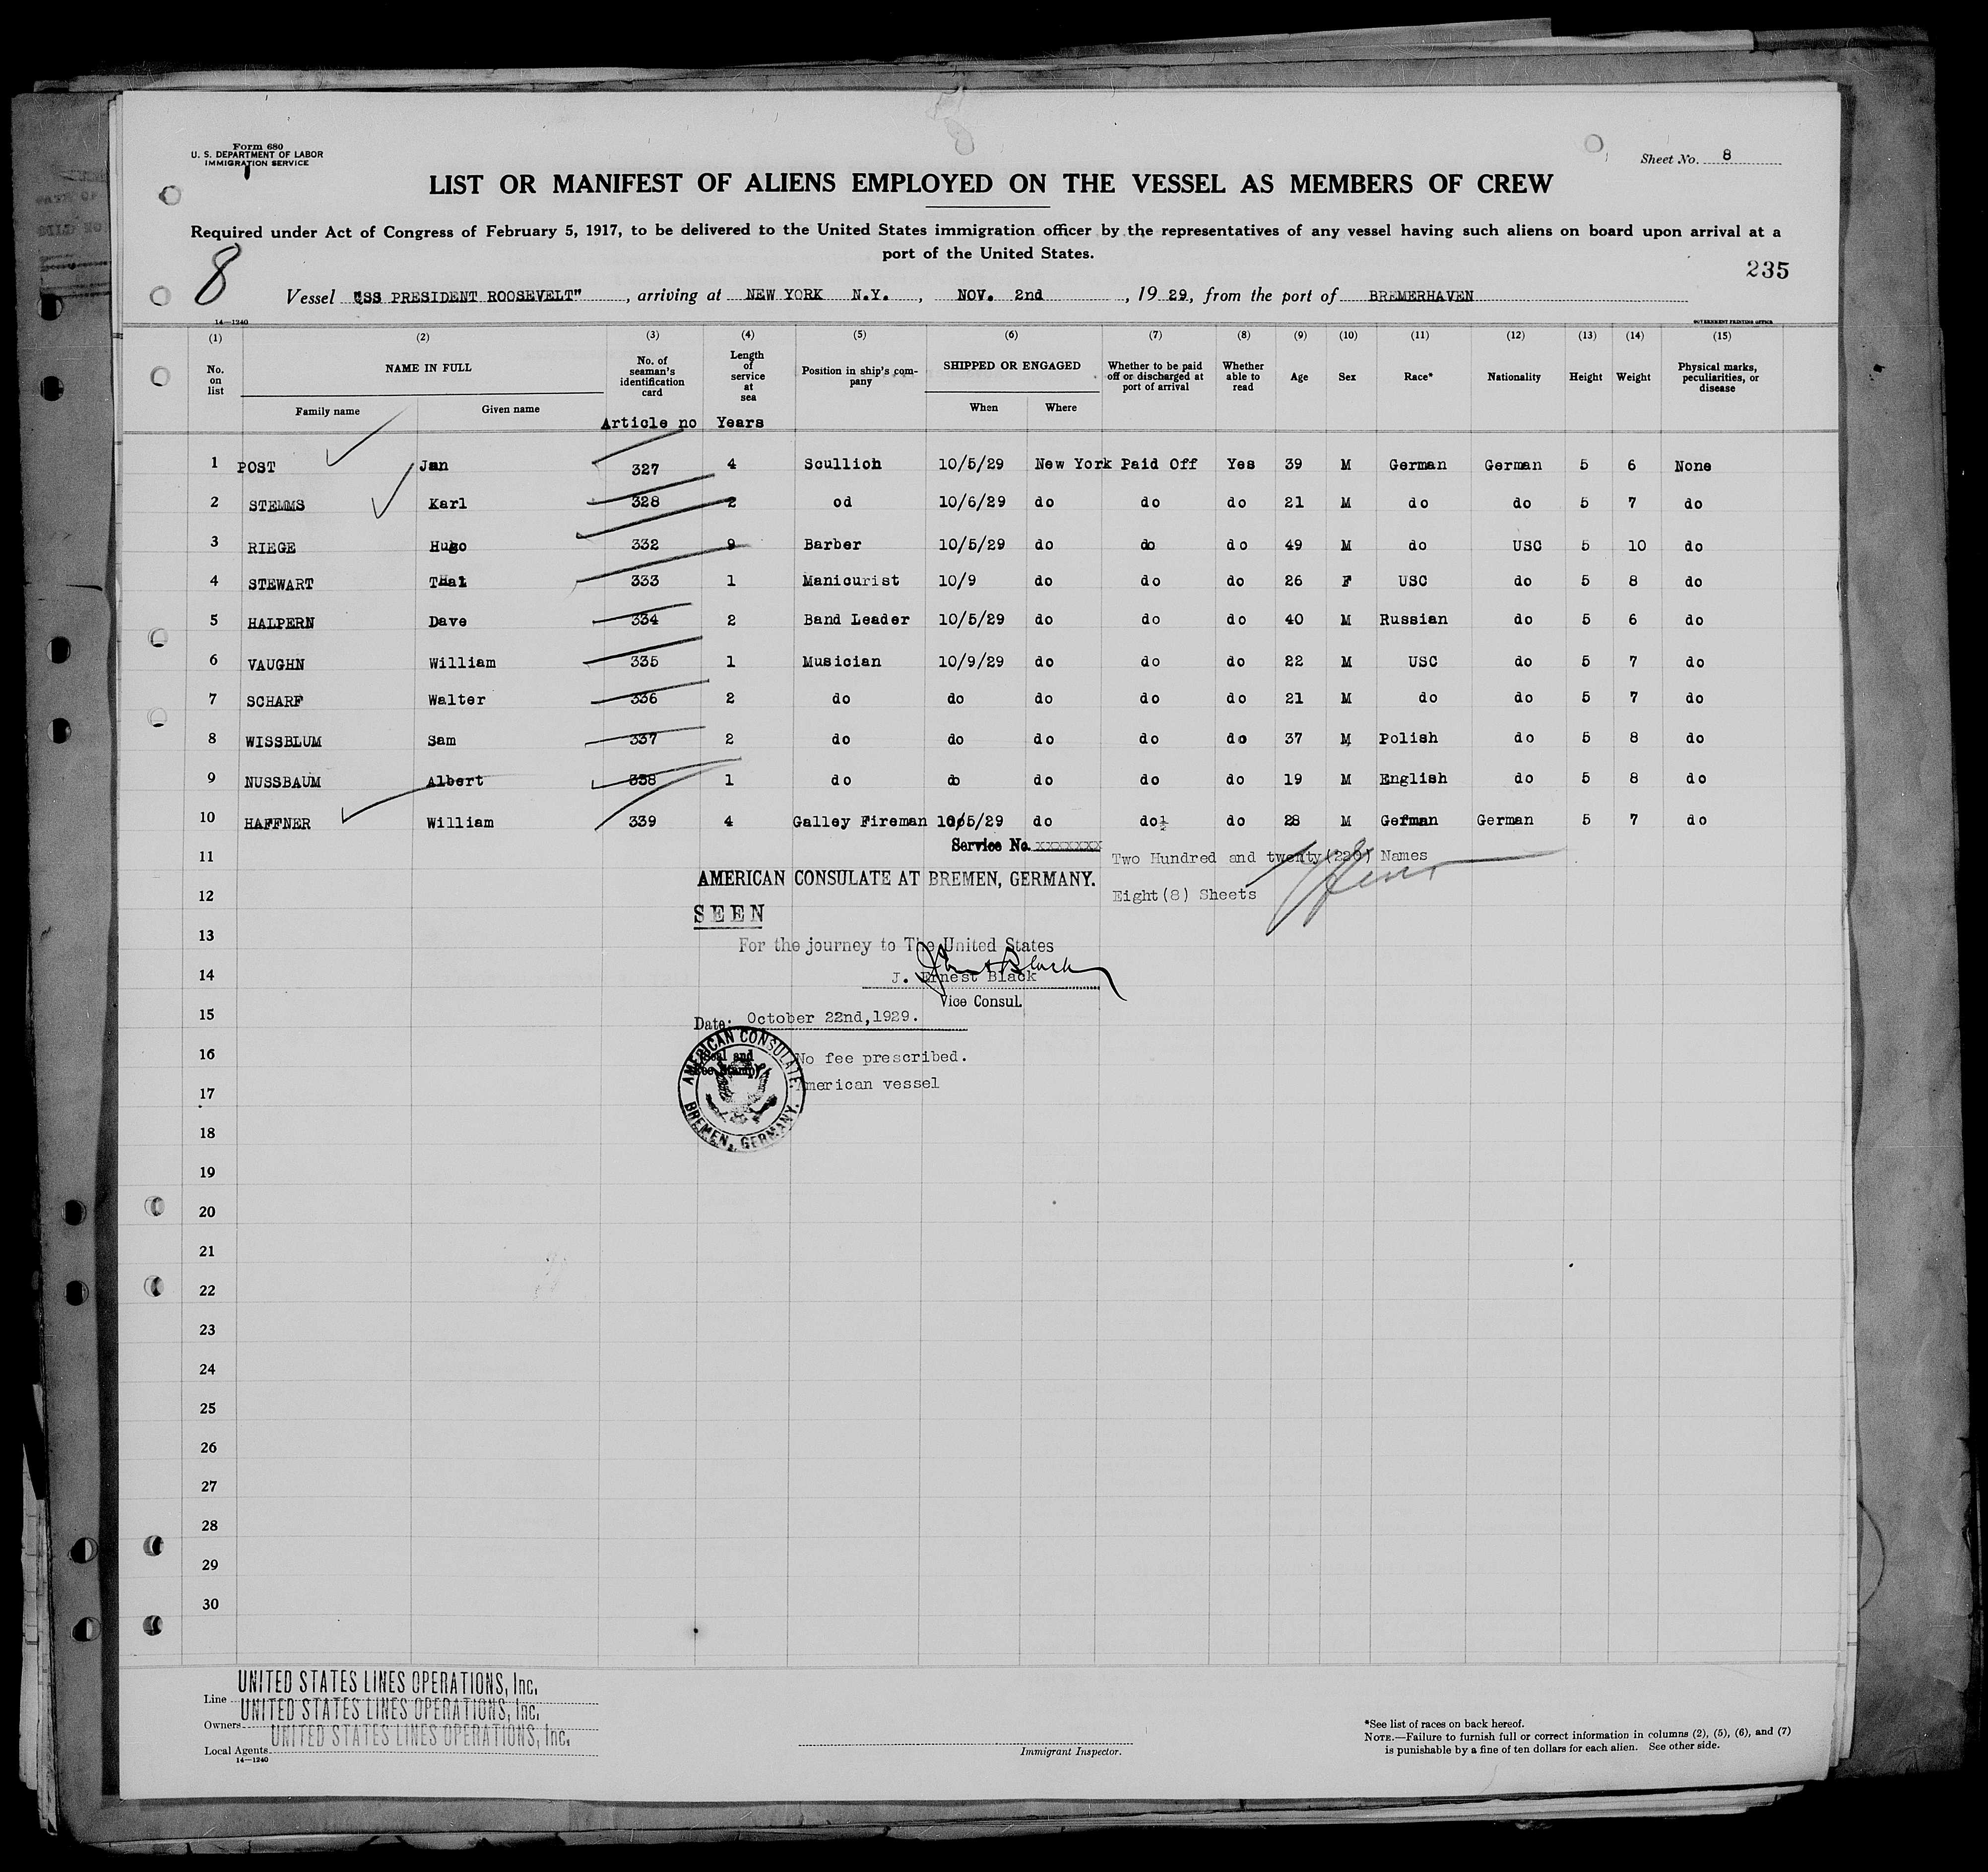 Form 680
U. S. DEPARTMENT OF LABOR
IMMIGRATION SERVICE
Sheet No. 8
LIST OR MANIFEST OF ALIENS EMPLOYED ON THE VESSEL AS MEMBERS OF CREW
Required under Act of Congress of February 5, 1917, to be delivered to the United States immigration officer by the representatives of any vessel having such aliens on board upon arrival at a
port of the United States.
235
8
Vessel "SS PRESIDENT ROOSEVELT", arriving at NEW YORK N.Y., NOV. 2nd, 19 29, from the port of BREMERHAVEN
14—1240
GOVERNMENT PRINTING OFFICE
(1) (2) (3) (4) (5) (6) (7) (8) (9) (10) (11) (12) (13) (14) (15)
No. on list NAME IN FULL No. of seaman's identification card Length of service at sea Position in ship's company SHIPPED OR ENGAGED Whether to be paid off or discharged at port of arrival Whether able to read Age Sex Race* Nationality Height Weight Physical marks, peculiarities, or disease
Family name Given name When Where
Article no Years
1 POST Jan 327 4 Scullion 10/5/29 New York Paid Off Yes 39 M German German 5 6 None
2 STEMMS Karl 328 2 od 10/6/29 do do do 21 M do do 5 7 do
3 RIEGE Hugo 332 9 Barber 10/5/29 do do do 49 M do USC 5 10 do
4 STEWART 333 1 Manicurist 10/9 do do do 26 F USC do 5 8 do
5 HALPERN Dave 334 2 Band Leader 10/5/29 do do do 40 M Russian do 5 6 do
6 VAUGHN William 335 1 Musician 10/9/29 do do do 22 M USC do 5 7 do
7 SCHARF Walter 336 2 do do do do do 21 M do do 5 7 do
8 WISSBLUM Sam 337 2 do do do do do 37 M Polish do 5 8 do
9 NUSSBAUM Albert 338 1 do do do do do 19 M English do 5 8 do
10 HAFFNER William 339 4 Galley Fireman 10/5/29 do do½ do 28 M German German 5 7 do
Service No. xxxxxxx
11 Two Hundred and twenty(220) Names
AMERICAN CONSULATE AT BREMEN, GERMANY.
12 Eight(8) Sheets
SEEN
13 For the journey to The United States
14 J. Ernest Black
Vice Consul.
15 Date: October 22nd,1929.
16 (Seal and No fee prescribed.
Fee Stamp)
17 American vessel
AMERICAN CONSULATE. BREMEN, GERMANY.
18
19
20
21
22
23
24
25
26
27
28
29
30
Line UNITED STATES LINES OPERATIONS, Inc.
Owners UNITED STATES LINES OPERATIONS, Inc.
Local Agents UNITED STATES LINES OPERATIONS, Inc.
14—1240
Immigrant Inspector.
*See list of races on back hereof.
NOTE.—Failure to furnish full or correct information in columns (2), (5), (6), and (7)
is punishable by a fine of ten dollars for each alien. See other side.